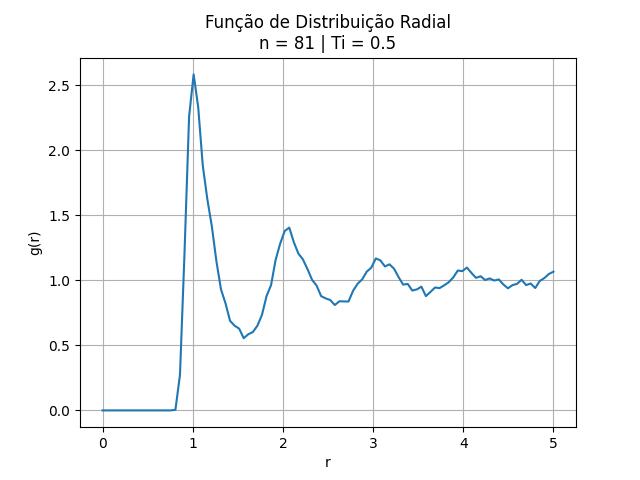 Função de Distribuição Radial
n = 81 | Ti = 0.5
g(r)
2.5
2.0
1.5
1.0
0.5
0.0
0 1 2 3 4 5
r